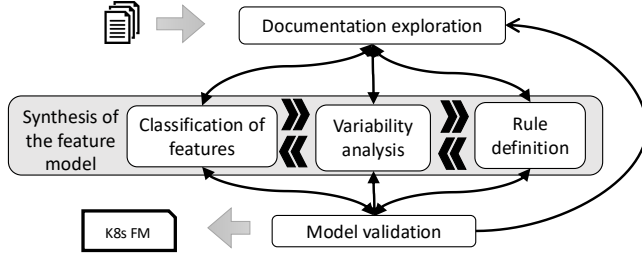 Documentation exploration
Synthesis of
the feature
model
Classification of
features
Variability
analysis
Rule
definition
K8s FM
Model validation